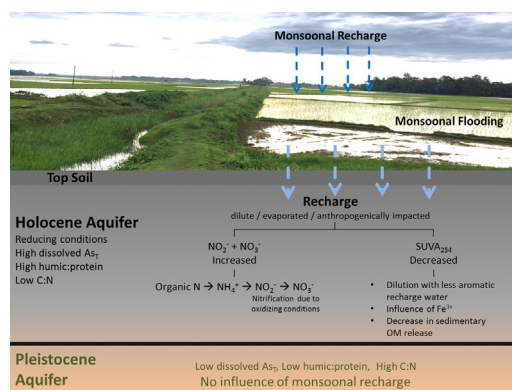 Monsoonal Recharge
Monsoonal Flooding
Top Soil
Recharge
dilute / evaporated / anthropogenically impacted
Holocene Aquifer
Reducing conditions
High dissolved Asᴛ
High humic:protein
Low C:N
NO₂⁻ + NO₃⁻
Increased
Organic N → NH₄⁺ → NO₂⁻ → NO₃⁻
Nitrification due to
oxidizing conditions
SUVA₂₅₄
Decreased
• Dilution with less aromatic
recharge water
• Influence of Fe³⁺
• Decrease in sedimentary
OM release
Pleistocene
Aquifer
Low dissolved Asᴛ, Low humic:protein, High C:N
No influence of monsoonal recharge